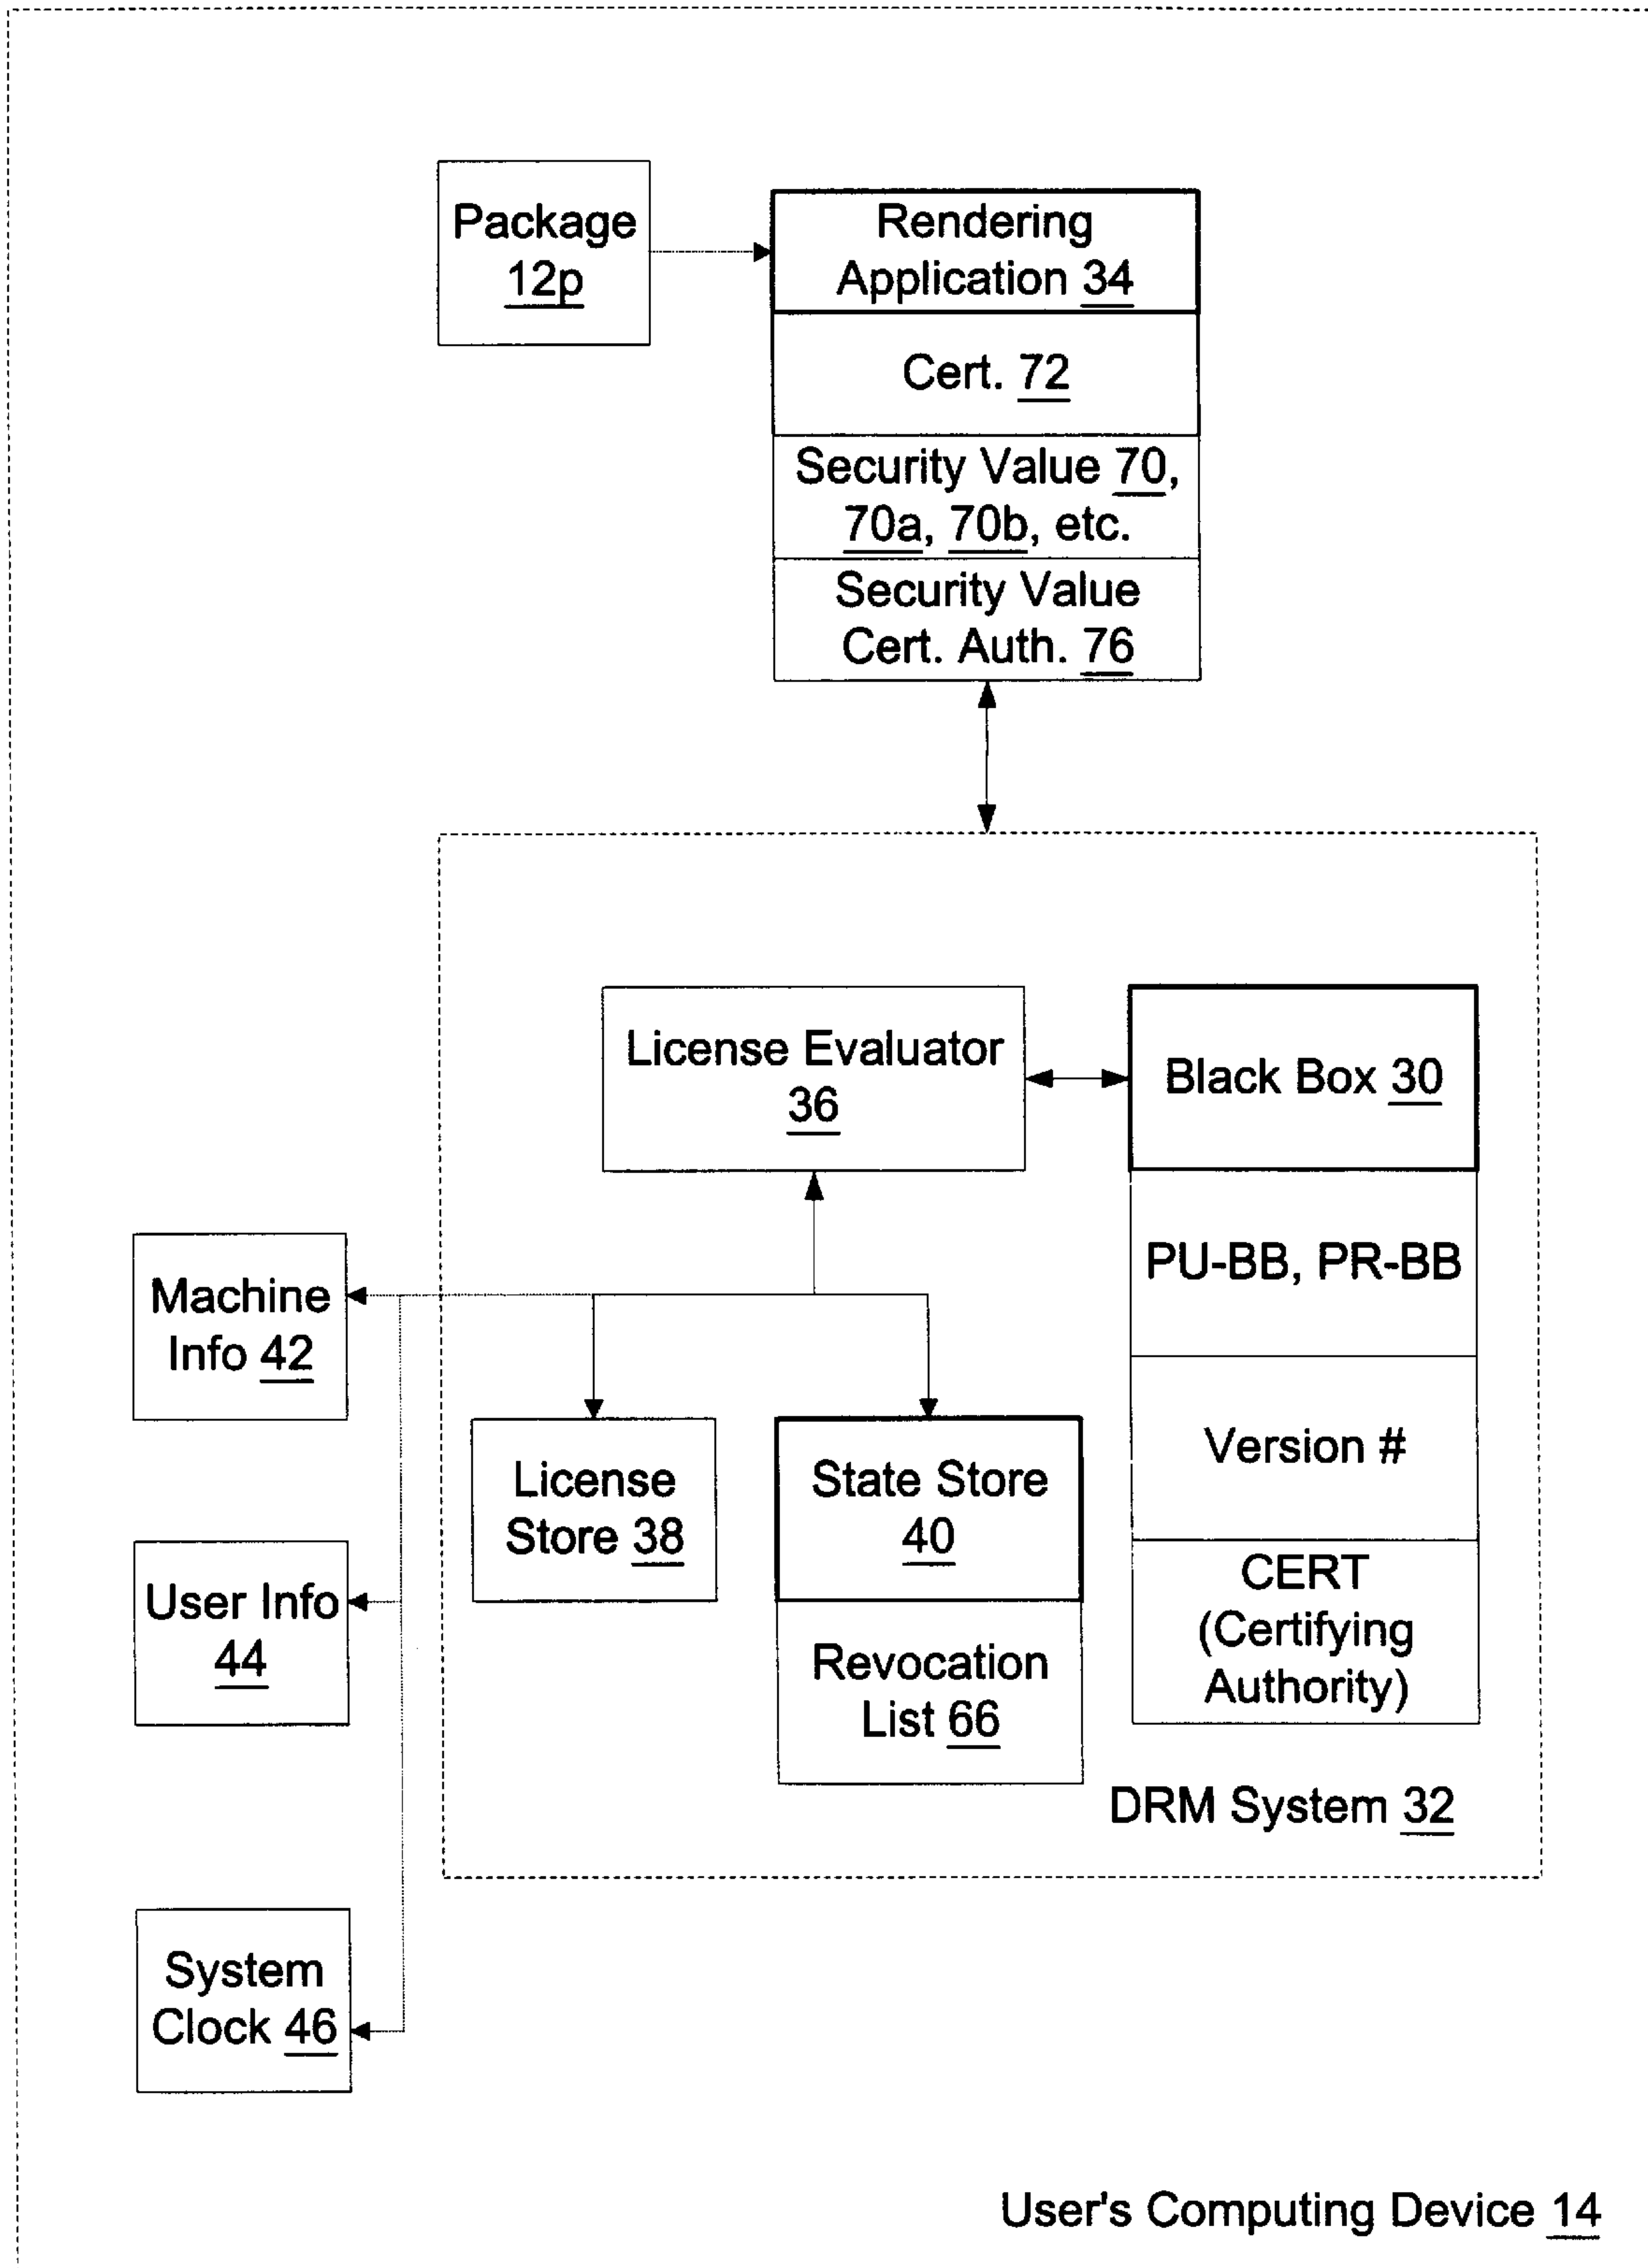 Package
12p
Rendering
Application 34
Cert. 72
Security Value 70,
70a, 70b, etc.
Security Value
Cert. Auth. 76
License Evaluator
36
Black Box 30
PU-BB, PR-BB
Version #
CERT
(Certifying
Authority)
Machine
Info 42
License
Store 38
State Store
40
Revocation
List 66
User Info
44
DRM System 32
System
Clock 46
User's Computing Device 14